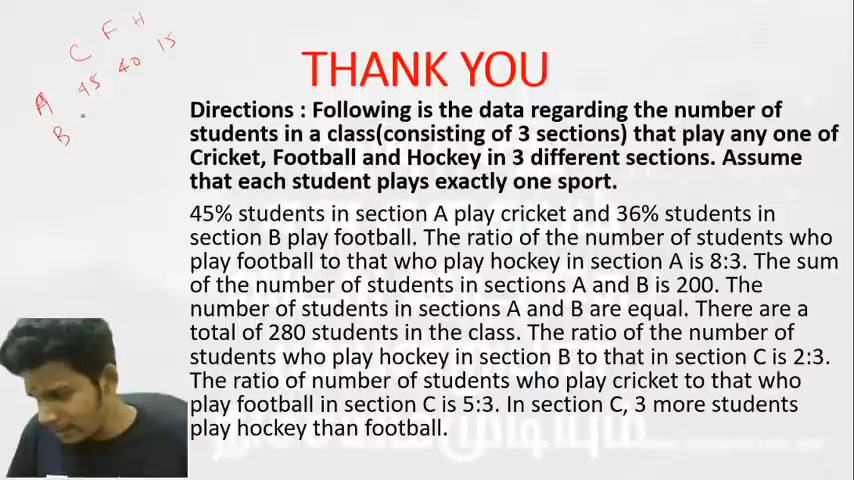 C F H
A 45 40 15
B
THANK YOU
Directions : Following is the data regarding the number of
students in a class(consisting of 3 sections) that play any one of
Cricket, Football and Hockey in 3 different sections. Assume
that each student plays exactly one sport.
45% students in section A play cricket and 36% students in
section B play football. The ratio of the number of students who
play football to that who play hockey in section A is 8:3. The sum
of the number of students in sections A and B is 200. The
number of students in sections A and B are equal. There are a
total of 280 students in the class. The ratio of the number of
students who play hockey in section B to that in section C is 2:3.
The ratio of number of students who play cricket to that who
play football in section C is 5:3. In section C, 3 more students
play hockey than football.